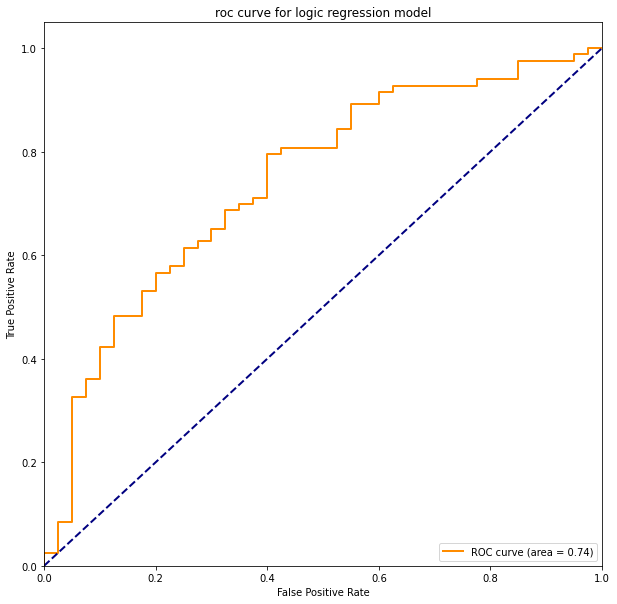 roc curve for logic regression model
True Positive Rate
1.0
0.8
0.6
0.4
0.2
0.0
0.0 0.2 0.4 0.6 0.8 1.0
False Positive Rate
ROC curve (area = 0.74)